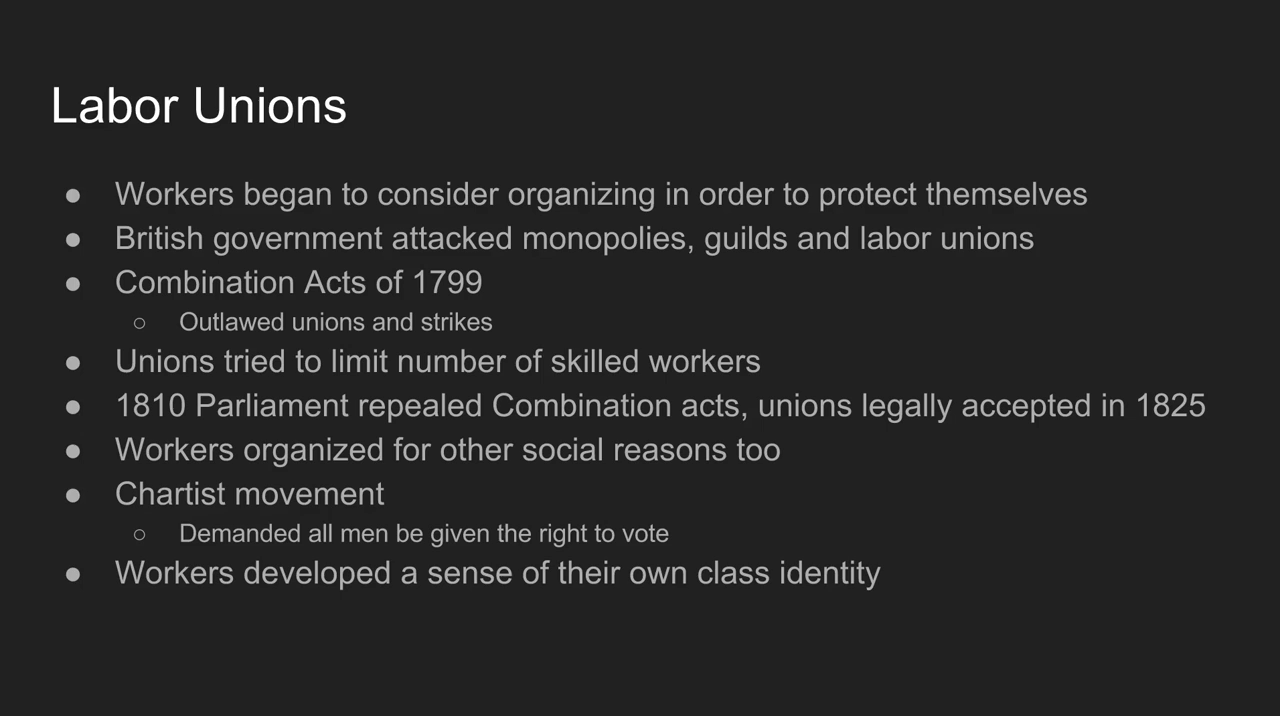 Labor Unions
● Workers began to consider organizing in order to protect themselves
● British government attacked monopolies, guilds and labor unions
● Combination Acts of 1799
○ Outlawed unions and strikes
● Unions tried to limit number of skilled workers
● 1810 Parliament repealed Combination acts, unions legally accepted in 1825
● Workers organized for other social reasons too
● Chartist movement
○ Demanded all men be given the right to vote
● Workers developed a sense of their own class identity